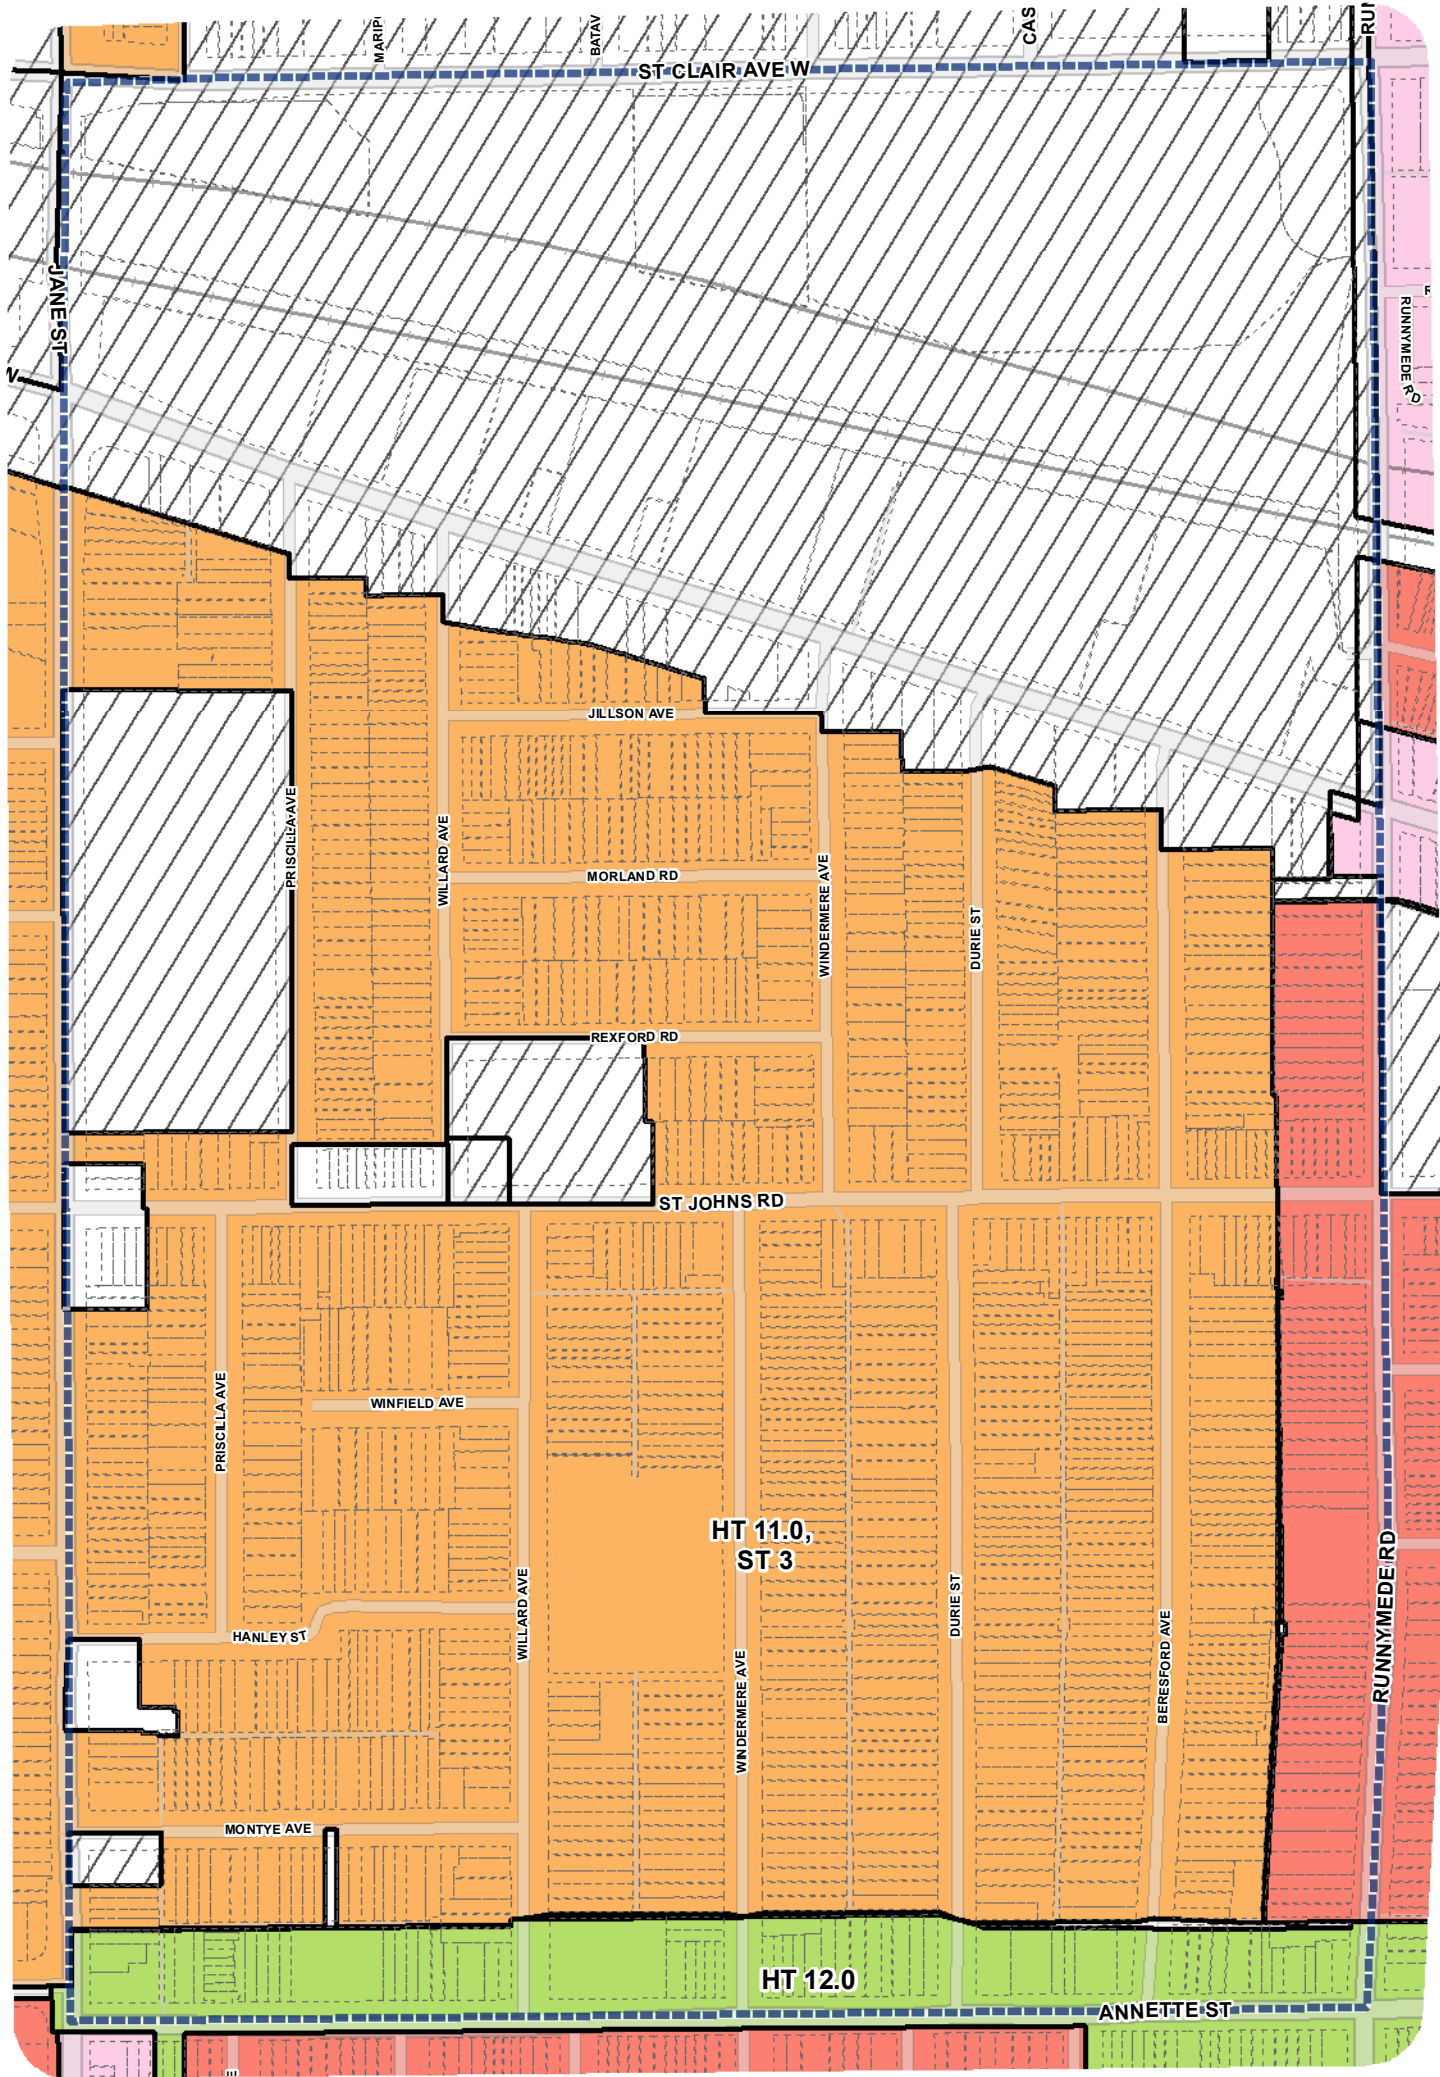 ST CLAIR AVE W
JANE ST
RUNNYMEDE RD
W
JILLSON AVE
PRISCILLA AVE
WILLARD AVE
MORLAND RD
WINDERMERE AVE
DURIE ST
REXFORD RD
ST JOHNS RD
WINFIELD AVE
PRISCILLA AVE
HT 11.0,
ST 3
HANLEY ST
WILLARD AVE
DURIE ST
BERESFORD AVE
RUNNYMEDE RD
WINDERMERE AVE
MONTYE AVE
HT 12.0
ANNETTE ST